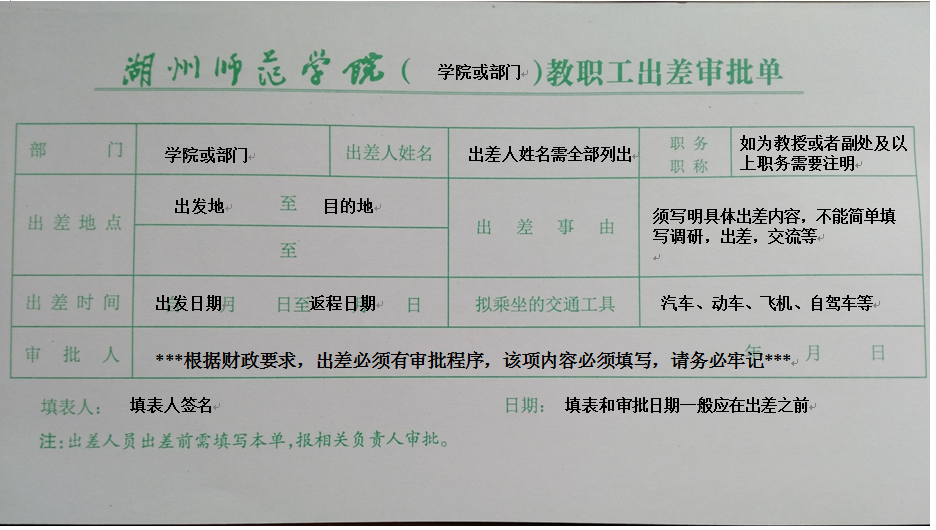 湖州师范学院（ 学院或部门 ）教职工出差审批单
部 门 学院或部门 出差人姓名 出差人姓名需全部列出 职务 职称 如为教授或者副处及以
上职务需要注明
出差地点 出发地 至 目的地
至
出差事由 须写明具体出差内容，不能简单填
写调研，出差，交流等
出差时间 出发日期 月 日至 返程日期 月 日 拟乘坐的交通工具 汽车、动车、飞机、自驾车等
审批人 ***根据财政要求，出差必须有审批程序，该项内容必须填写，请务必牢记*** 年 月 日
填表人： 填表人签名 日期： 填表和审批日期一般应在出差之前
注：出差人员出差前需填写本单，报相关负责人审批。